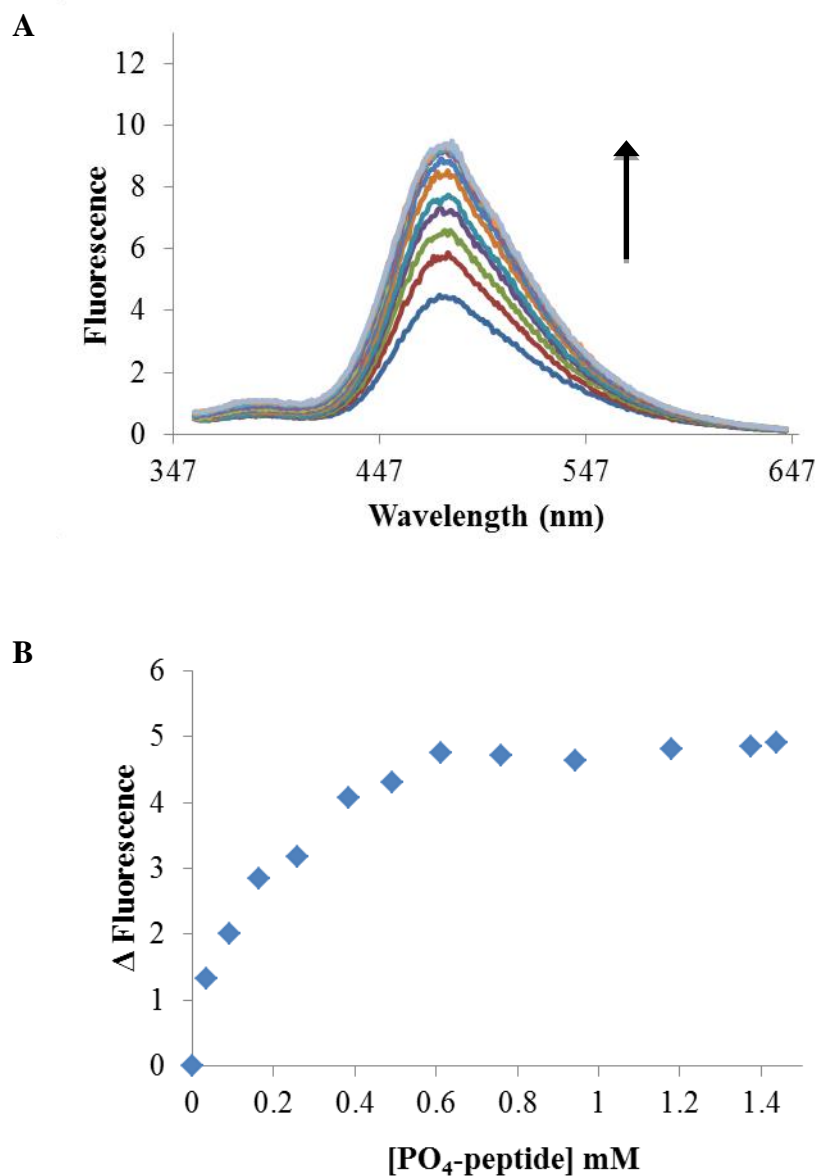 A
12
10
8
6
4
2
0
Fluorescence
347 447 547 647
Wavelength (nm)
B
6
5
4
3
2
1
0
Δ Fluorescence
0 0.2 0.4 0.6 0.8 1 1.2 1.4
[PO₄-peptide] mM